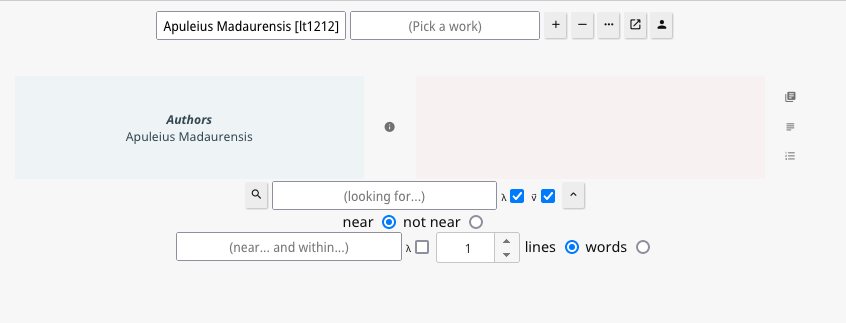 Apuleius Madaurensis [lt1212] (Pick a work) + − ···
Authors
Apuleius Madaurensis
(looking for...) λ v⃗
near not near
(near... and within...) λ 1 lines words